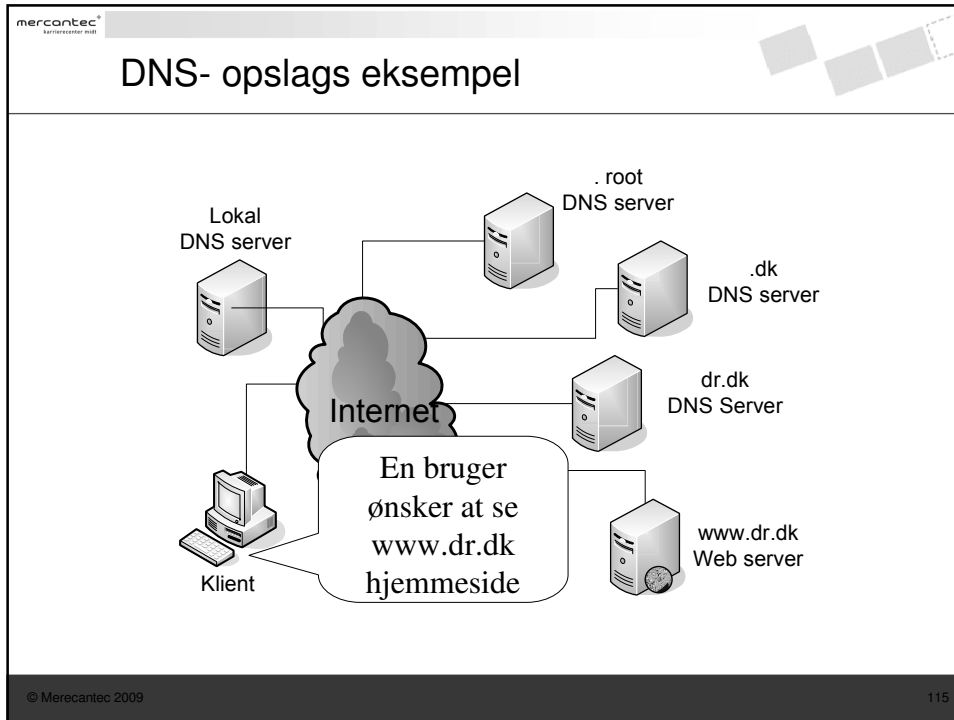 mercantec+
karrierecenter midt
DNS- opslags eksempel
. root
DNS server
Lokal
DNS server
.dk
DNS server
dr.dk
DNS Server
Internet
En bruger
ønsker at se
www.dr.dk
hjemmeside
www.dr.dk
Web server
Klient
© Merecantec 2009
115